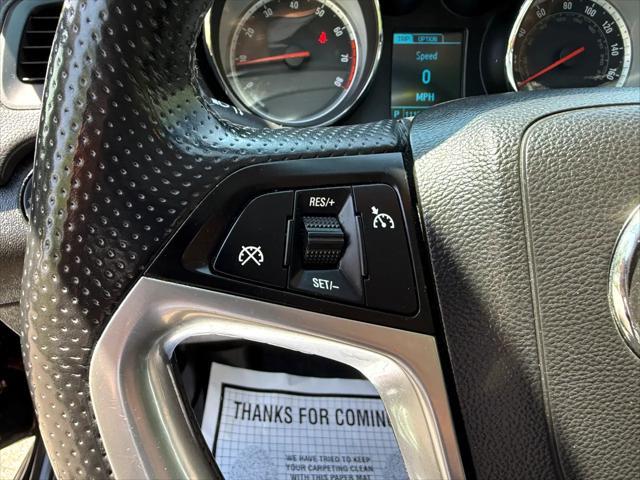 TRIP OPTION
Speed
0
MPH
P
RES/+
SET/–
THANKS FOR COMIN
WE HAVE TRIED TO KEEP
YOUR CARPETING CLEAN
WITH THIS PAPER MAT